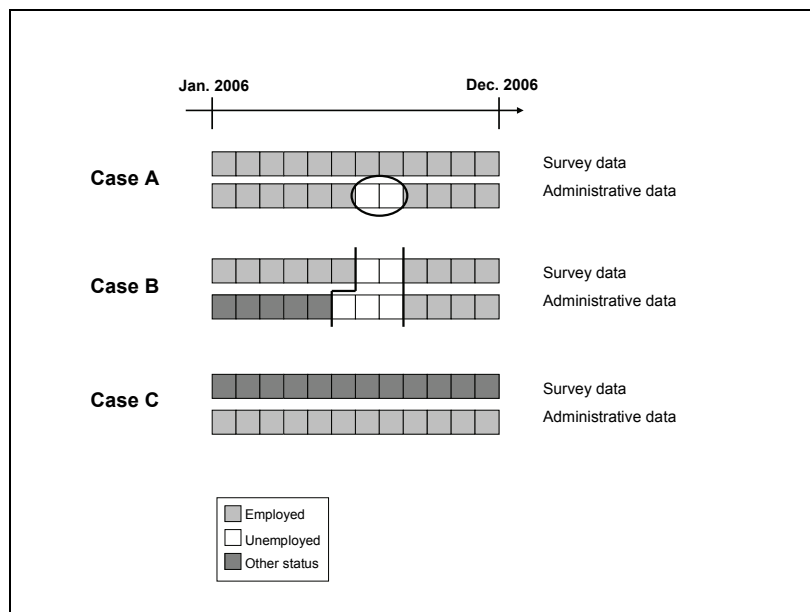 Jan. 2006 Dec. 2006
Case A
Survey data
Administrative data
Case B
Survey data
Administrative data
Case C
Survey data
Administrative data
Employed
Unemployed
Other status